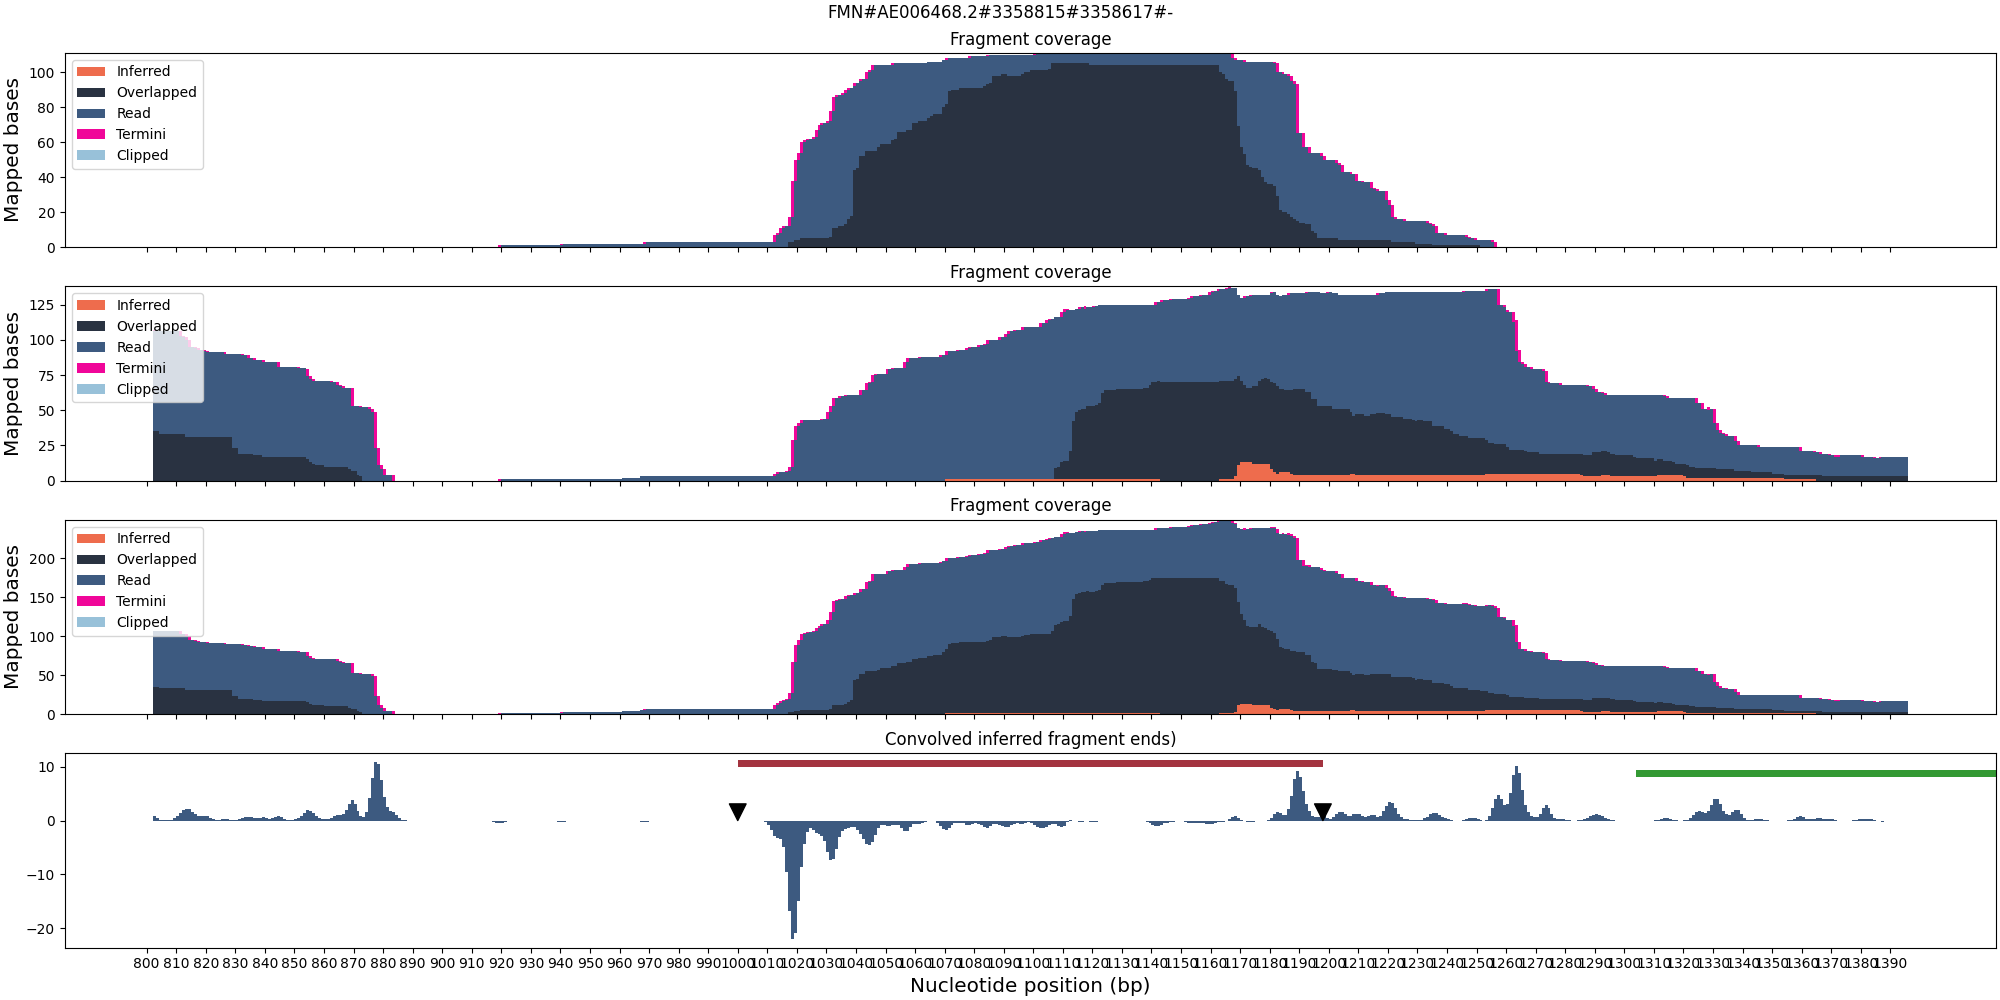 FMN#AE006468.2#3358815#3358617#-
Fragment coverage
Mapped bases
100
80
60
40
20
0
Inferred
Overlapped
Read
Termini
Clipped
Fragment coverage
Mapped bases
125
100
75
50
25
0
Inferred
Overlapped
Read
Termini
Clipped
Fragment coverage
Mapped bases
200
150
100
50
0
Inferred
Overlapped
Read
Termini
Clipped
Convolved inferred fragment ends)
10
0
−10
−20
800 810 820 830 840 850 860 870 880 890 900 910 920 930 940 950 960 970 980 990 1000 1010 1020 1030 1040 1050 1060 1070 1080 1090 1100 1110 1120 1130 1140 1150 1160 1170 1180 1190 1200 1210 1220 1230 1240 1250 1260 1270 1280 1290 1300 1310 1320 1330 1340 1350 1360 1370 1380 1390
Nucleotide position (bp)